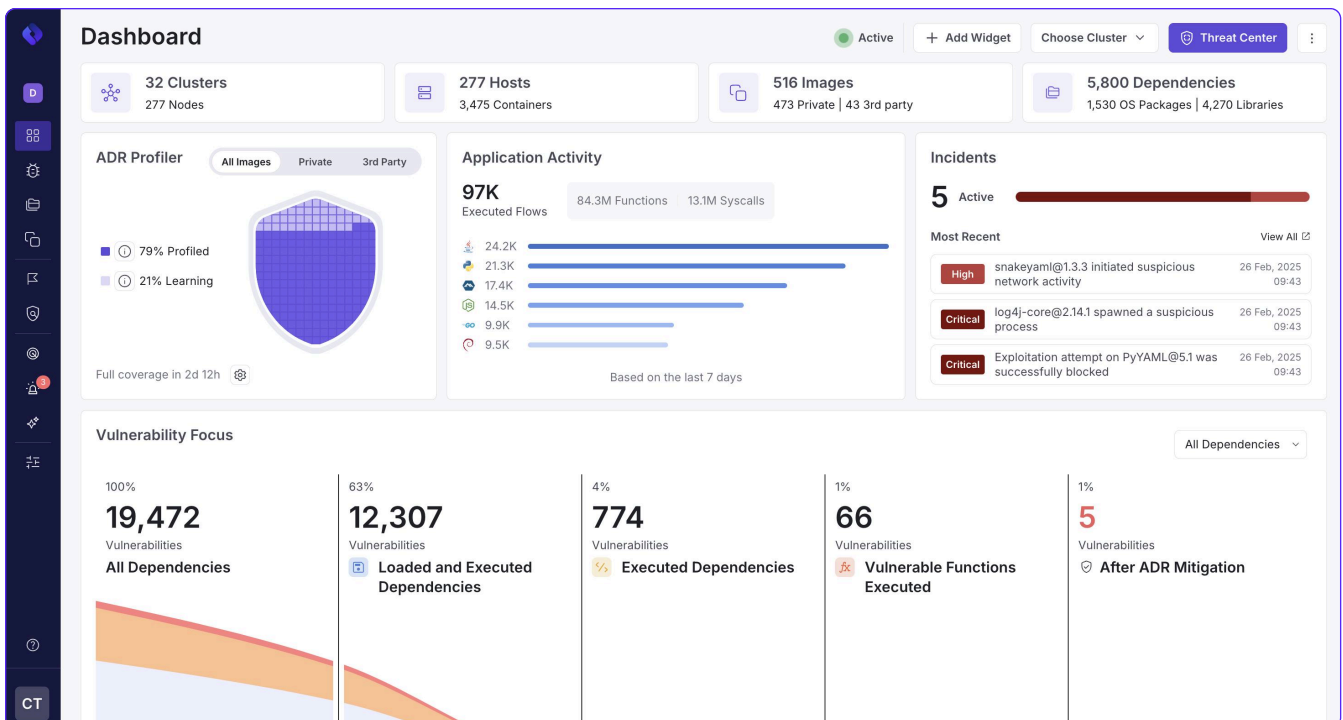 Dashboard
Active
+ Add Widget
Choose Cluster
Threat Center
D
32 Clusters
277 Nodes
277 Hosts
3,475 Containers
516 Images
473 Private | 43 3rd party
5,800 Dependencies
1,530 OS Packages | 4,270 Libraries
ADR Profiler
All Images
Private
3rd Party
79% Profiled
21% Learning
Full coverage in 2d 12h
Application Activity
97K
Executed Flows
84.3M Functions
13.1M Syscalls
24.2K
21.3K
17.4K
JS
14.5K
GO
9.9K
9.5K
Based on the last 7 days
Incidents
5 Active
Most Recent
View All
High
snakeyaml@1.3.3 initiated suspicious
network activity
26 Feb, 2025
09:43
Critical
log4j-core@2.14.1 spawned a suspicious
process
26 Feb, 2025
09:43
Critical
Exploitation attempt on PyYAML@5.1 was
successfully blocked
26 Feb, 2025
09:43
3
Vulnerability Focus
All Dependencies
100%
19,472
Vulnerabilities
All Dependencies
63%
12,307
Vulnerabilities
Loaded and Executed
Dependencies
4%
774
Vulnerabilities
Executed Dependencies
1%
66
Vulnerabilities
fx
Vulnerable Functions
Executed
1%
5
Vulnerabilities
After ADR Mitigation
?
CT